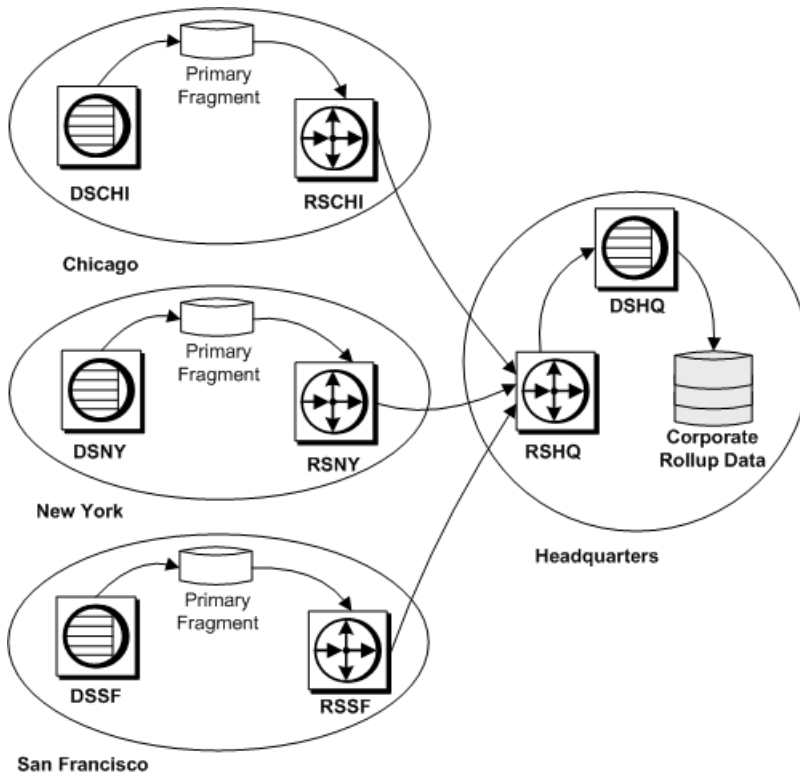 Primary
Fragment
DSCHI
RSCHI
Chicago
Primary
Fragment
DSNY
RSNY
New York
Primary
Fragment
DSSF
RSSF
San Francisco
DSHQ
RSHQ
Corporate
Rollup Data
Headquarters